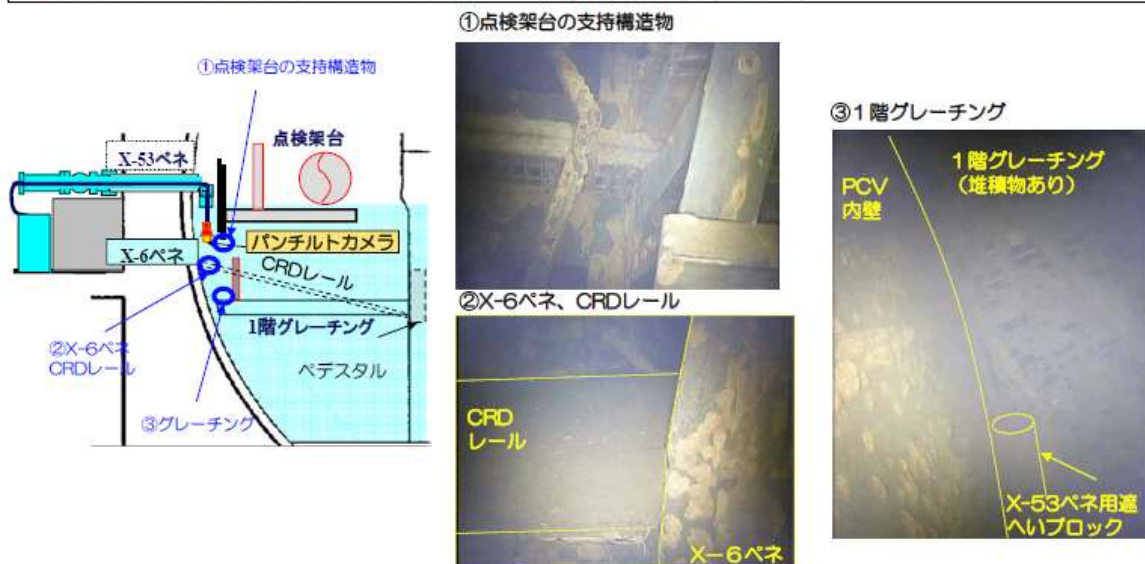 ①点検架台の支持構造物
点検架台
X-53ペネ
パンチルトカメラ
X-6ペネ
CRDレール
1階グレーチング
②X-6ペネ
CRDレール
ペデスタル
③グレーチング
①点検架台の支持構造物
②X-6ペネ、CRDレール
CRD
レール
X-6ペネ
③1階グレーチング
1階グレーチング
(堆積物あり)
PCV
内壁
X-53ペネ用遮
へいブロック